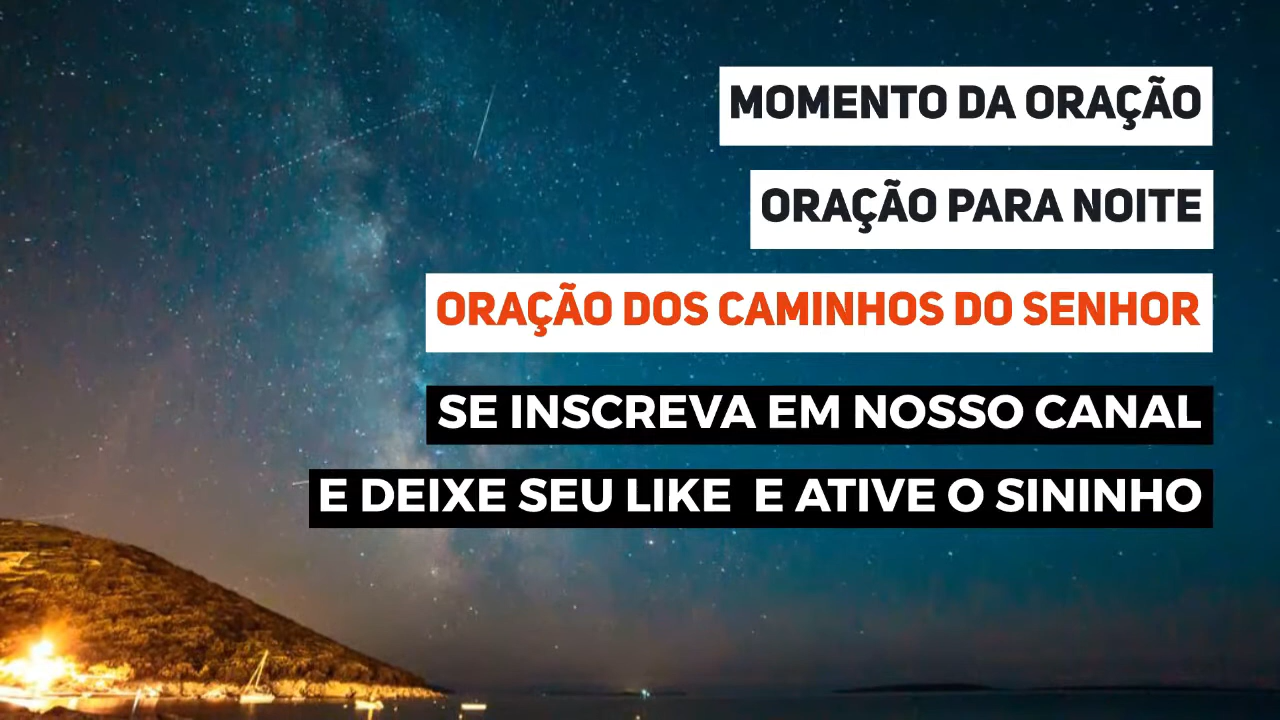 MOMENTO DA ORAÇÃO
ORAÇÃO PARA NOITE
ORAÇÃO DOS CAMINHOS DO SENHOR
SE INSCREVA EM NOSSO CANAL
E DEIXE SEU LIKE E ATIVE O SININHO